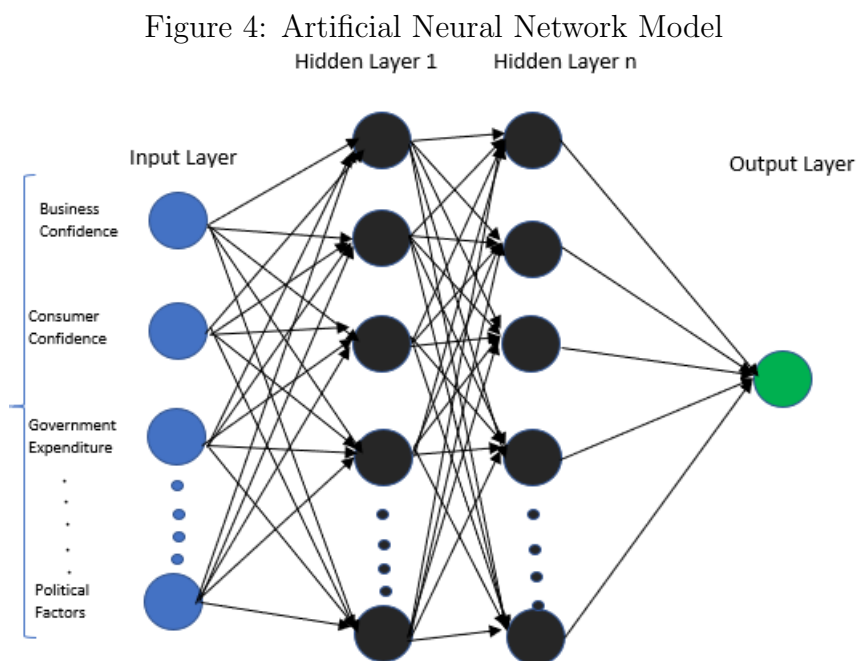 Figure 4: Artificial Neural Network Model
Hidden Layer 1
Hidden Layer n
Input Layer
Output Layer
Business
Confidence
Consumer
Confidence
Government
Expenditure
Political
Factors